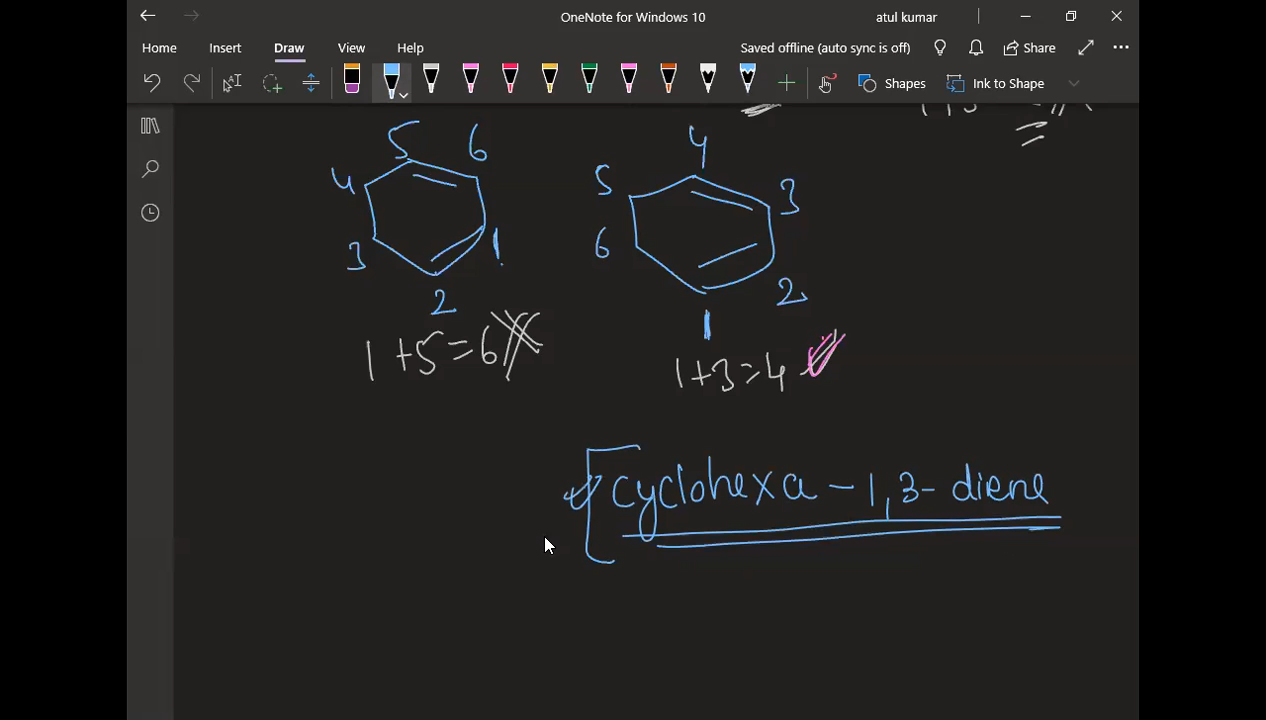 OneNote for Windows 10
atul kumar
Home Insert Draw View Help
Saved offline (auto sync is off)
Share
Shapes
Ink to Shape
5 6
4
3
1
2
1+5=6
4
5
3
6
2
1
1+3=4
cyclohexa-1,3-diene